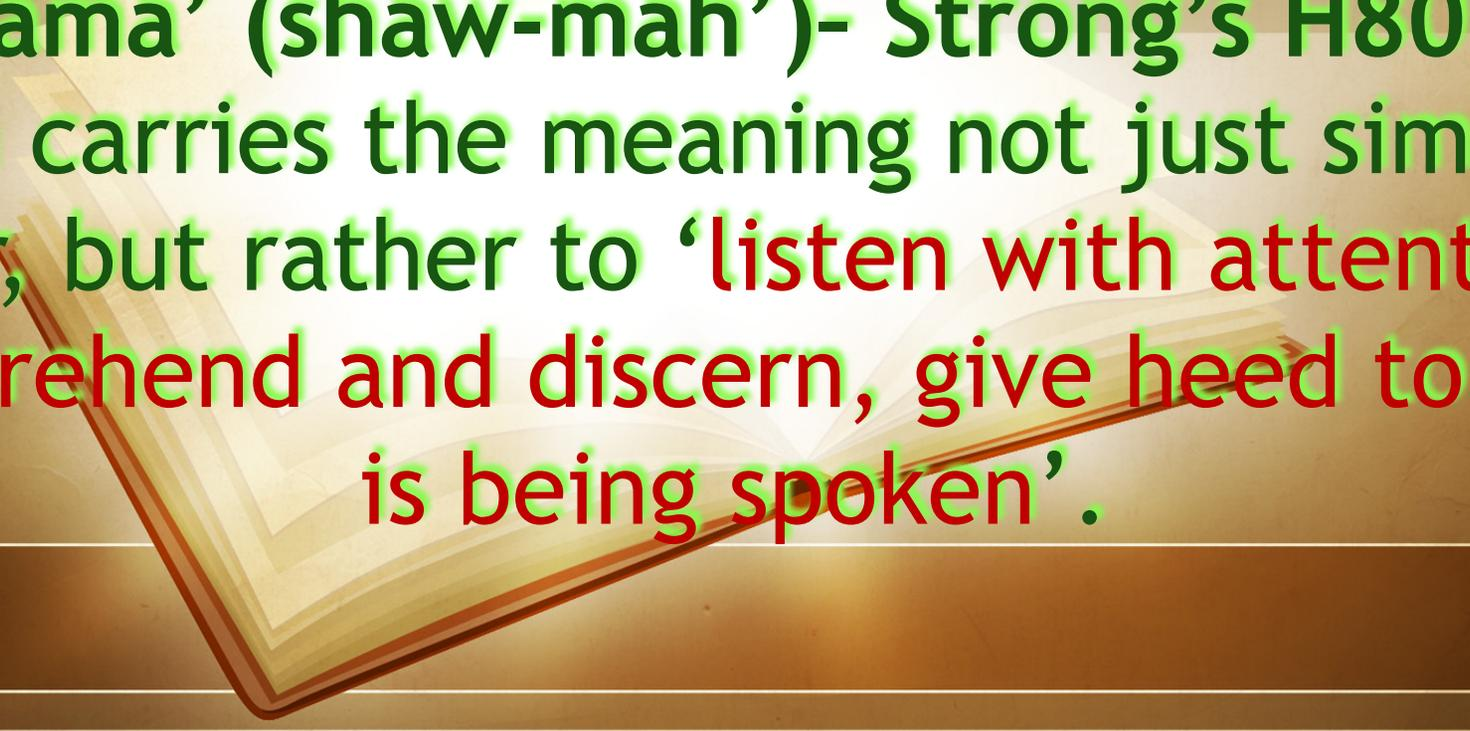 ama’ (shaw-mah’)- Strong’s H80
carries the meaning not just sim
, but rather to ‘listen with attent
rehend and discern, give heed to
is being spoken’.